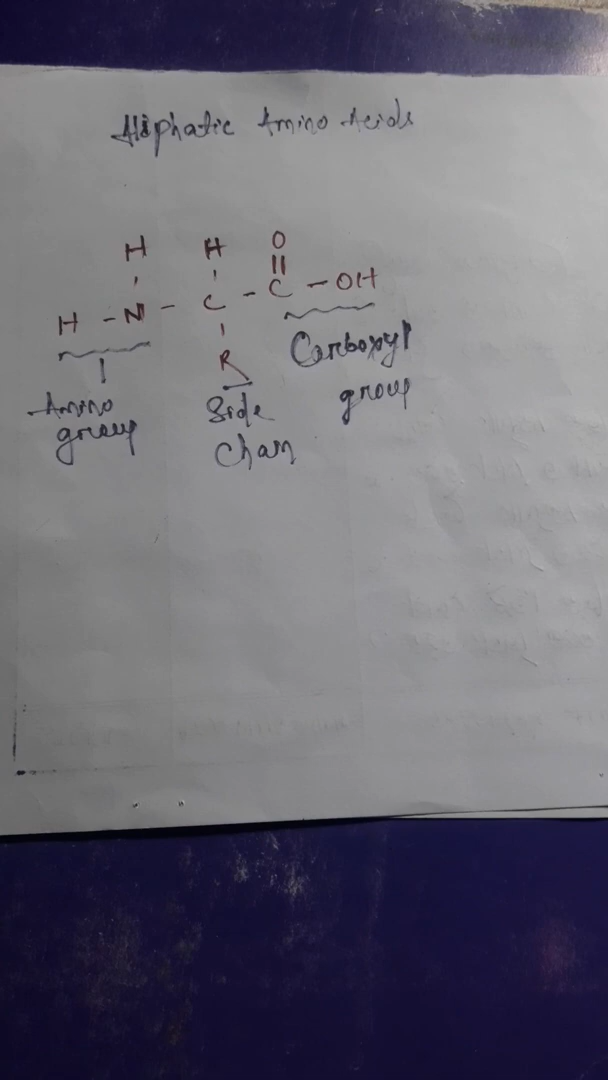 Aliphatic Amino Acids
H H O
H - N - C - C - OH
R
Amino group
Side chain
Carboxyl group